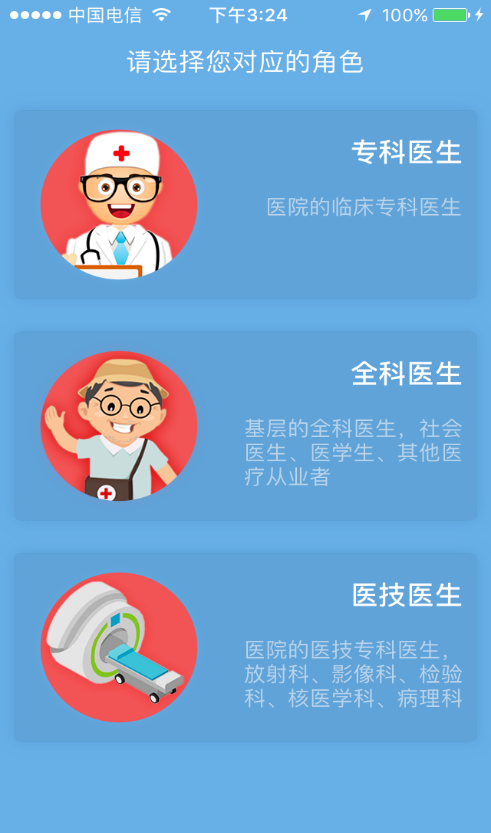 中国电信 下午3:24 100%
请选择您对应的角色
专科医生
医院的临床专科医生
全科医生
基层的全科医生，社会
医生、医学生、其他医
疗从业者
医技医生
医院的医技专科医生，
放射科、影像科、检验
科、核医学科、病理科